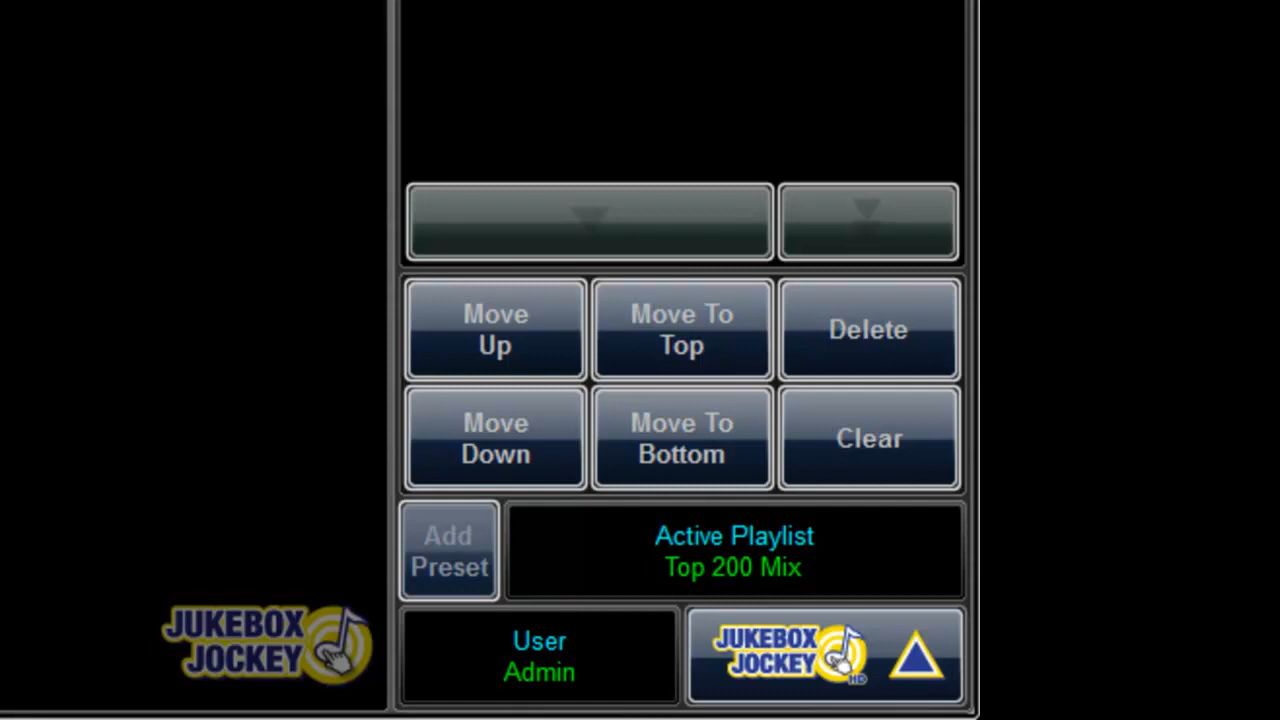 Move
Up
Move To
Top
Delete
Move
Down
Move To
Bottom
Clear
Add
Preset
Active Playlist
Top 200 Mix
JUKEBOX
JOCKEY
User
Admin
JUKEBOX
JOCKEY
HD